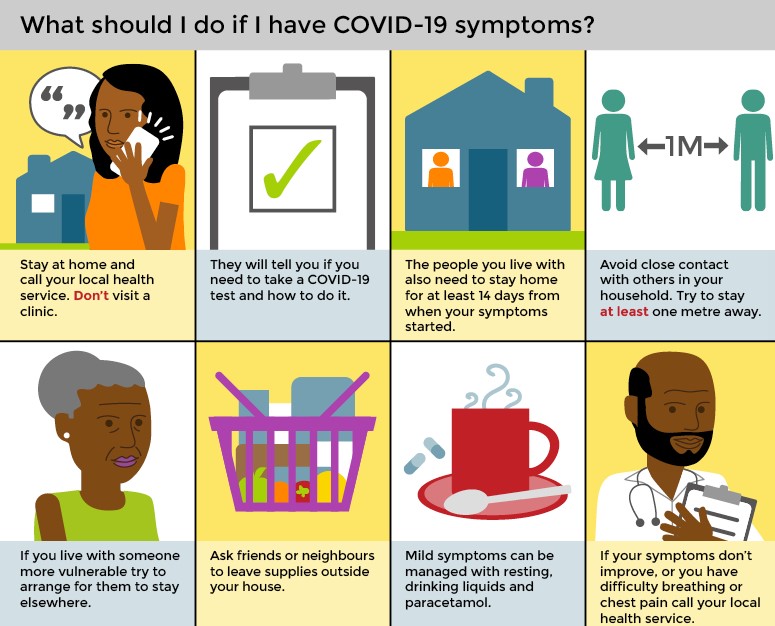 What should I do if I have COVID-19 symptoms?
“ ”
Stay at home and
call your local health
service. Don’t visit a
clinic.
They will tell you if you
need to take a COVID-19
test and how to do it.
The people you live with
also need to stay home
for at least 14 days from
when your symptoms
started.
1M
Avoid close contact
with others in your
household. Try to stay
at least one metre away.
If you live with someone
more vulnerable try to
arrange for them to stay
elsewhere.
Ask friends or neighbours
to leave supplies outside
your house.
Mild symptoms can be
managed with resting,
drinking liquids and
paracetamol.
If your symptoms don’t
improve, or you have
difficulty breathing or
chest pain call your local
health service.